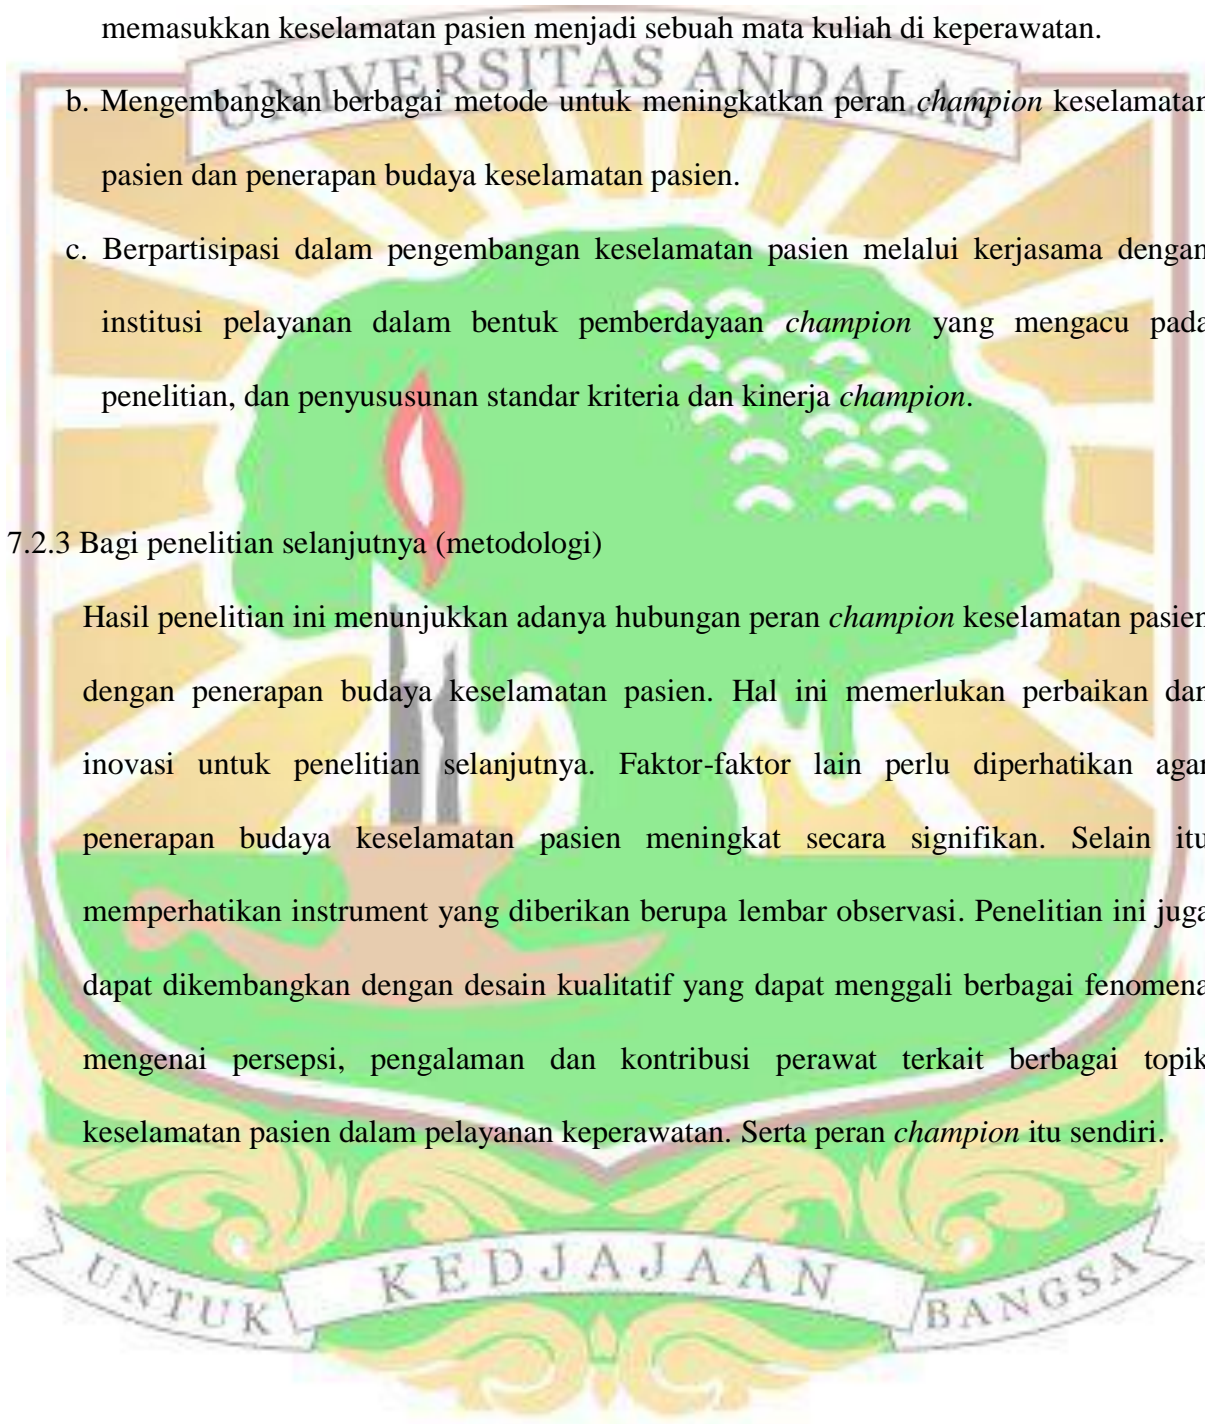 memasukkan keselamatan pasien menjadi sebuah mata kuliah di keperawatan.
UNIVERSITAS ANDALAS
b. Mengembangkan berbagai metode untuk meningkatkan peran champion keselamatan
pasien dan penerapan budaya keselamatan pasien.
c. Berpartisipasi dalam pengembangan keselamatan pasien melalui kerjasama dengan
institusi pelayanan dalam bentuk pemberdayaan champion yang mengacu pada
penelitian, dan penyususunan standar kriteria dan kinerja champion.
7.2.3 Bagi penelitian selanjutnya (metodologi)
Hasil penelitian ini menunjukkan adanya hubungan peran champion keselamatan pasien
dengan penerapan budaya keselamatan pasien. Hal ini memerlukan perbaikan dan
inovasi untuk penelitian selanjutnya. Faktor-faktor lain perlu diperhatikan agar
penerapan budaya keselamatan pasien meningkat secara signifikan. Selain itu
memperhatikan instrument yang diberikan berupa lembar observasi. Penelitian ini juga
dapat dikembangkan dengan desain kualitatif yang dapat menggali berbagai fenomena
mengenai persepsi, pengalaman dan kontribusi perawat terkait berbagai topik
keselamatan pasien dalam pelayanan keperawatan. Serta peran champion itu sendiri.
UNTUK KEDJAJAAN BANGSA